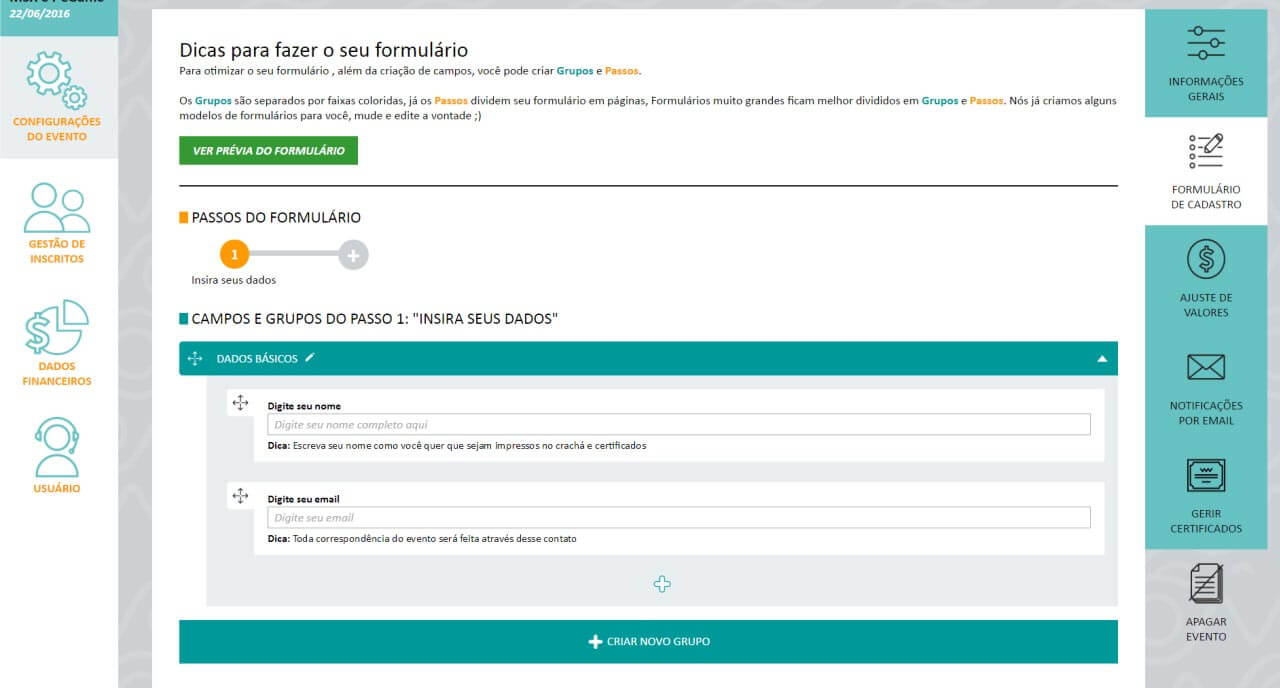 22/06/2016
CONFIGURAÇÕES
DO EVENTO
GESTÃO DE
INSCRITOS
DADOS
FINANCEIROS
USUÁRIO
Dicas para fazer o seu formulário
Para otimizar o seu formulário , além da criação de campos, você pode criar Grupos e Passos.
Os Grupos são separados por faixas coloridas, já os Passos dividem seu formulário em páginas, Formulários muito grandes ficam melhor divididos em Grupos e Passos. Nós já criamos alguns
modelos de formulários para você, mude e edite a vontade ;)
VER PRÉVIA DO FORMULÁRIO
PASSOS DO FORMULÁRIO
1
Insira seus dados
CAMPOS E GRUPOS DO PASSO 1: "INSIRA SEUS DADOS"
DADOS BÁSICOS
Digite seu nome
Digite seu nome completo aqui
Dica: Escreva seu nome como você quer que sejam impressos no crachá e certificados
Digite seu email
Digite seu email
Dica: Toda correspondência do evento será feita através desse contato
CRIAR NOVO GRUPO
INFORMAÇÕES
GERAIS
FORMULÁRIO
DE CADASTRO
AJUSTE DE
VALORES
NOTIFICAÇÕES
POR EMAIL
GERIR
CERTIFICADOS
APAGAR
EVENTO